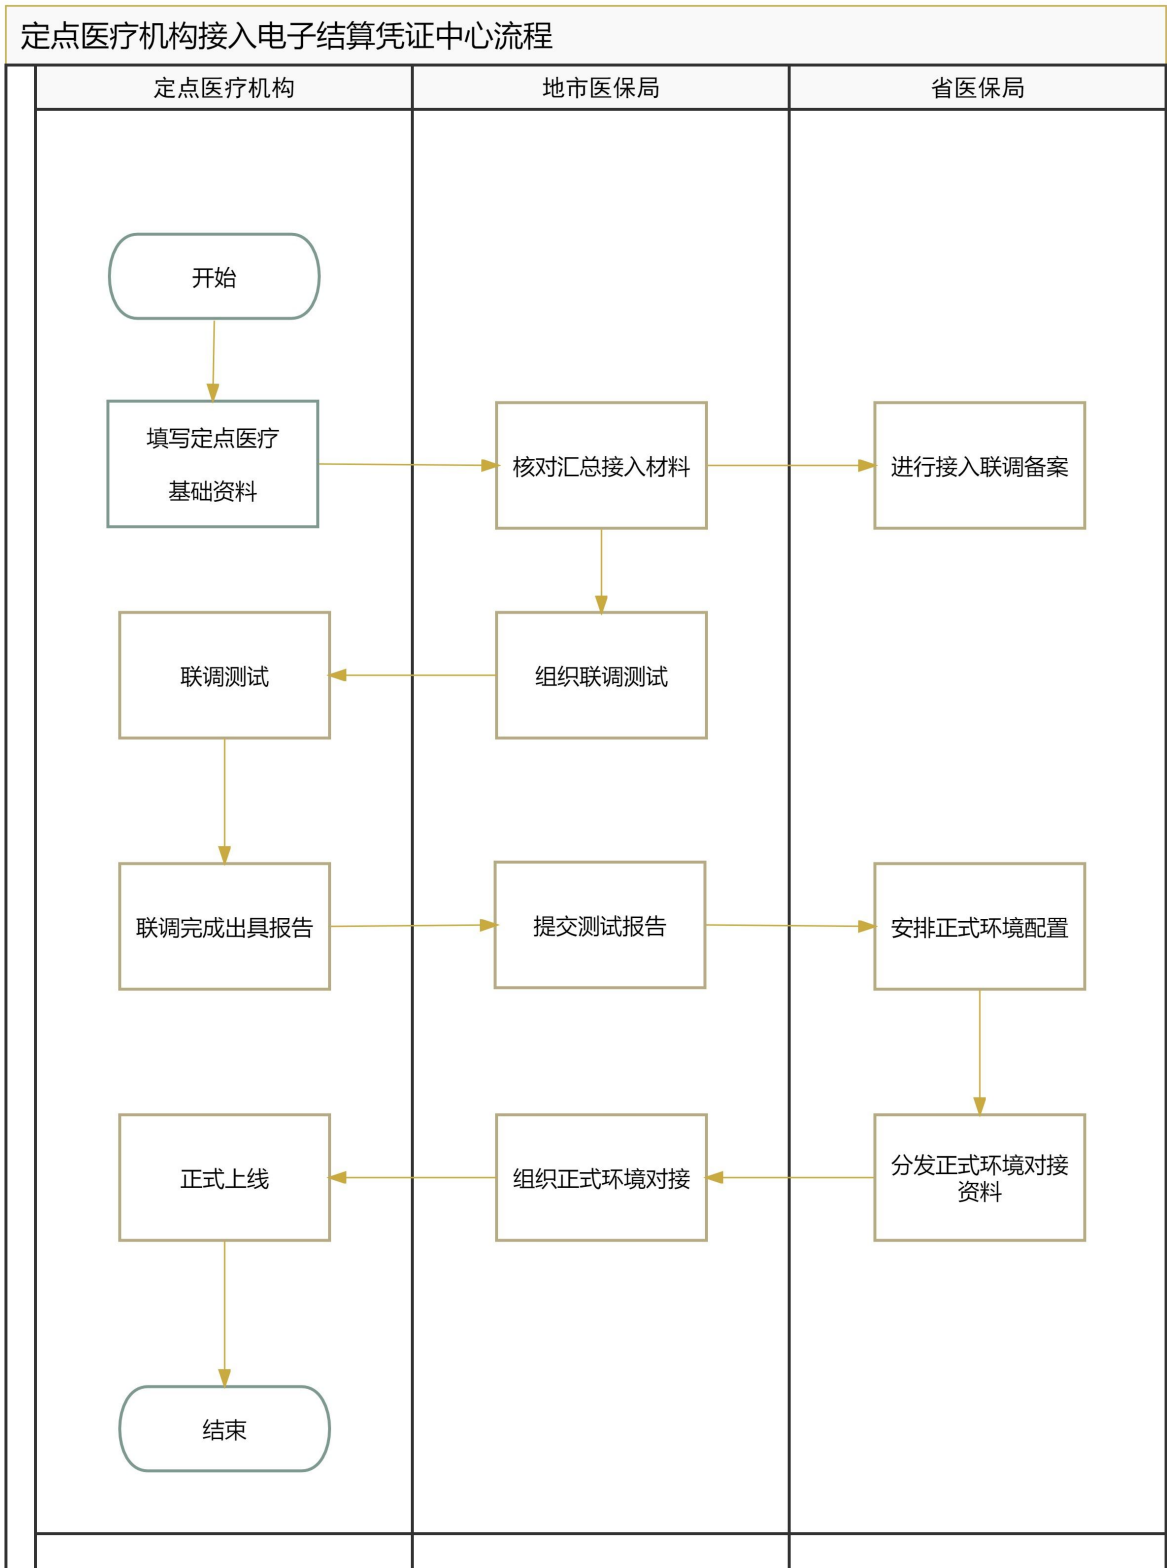 定点医疗机构接入电子结算凭证中心流程
定点医疗机构
地市医保局
省医保局
开始
填写定点医疗
基础资料
核对汇总接入材料
进行接入联调备案
联调测试
组织联调测试
联调完成出具报告
提交测试报告
安排正式环境配置
正式上线
组织正式环境对接
分发正式环境对接
资料
结束